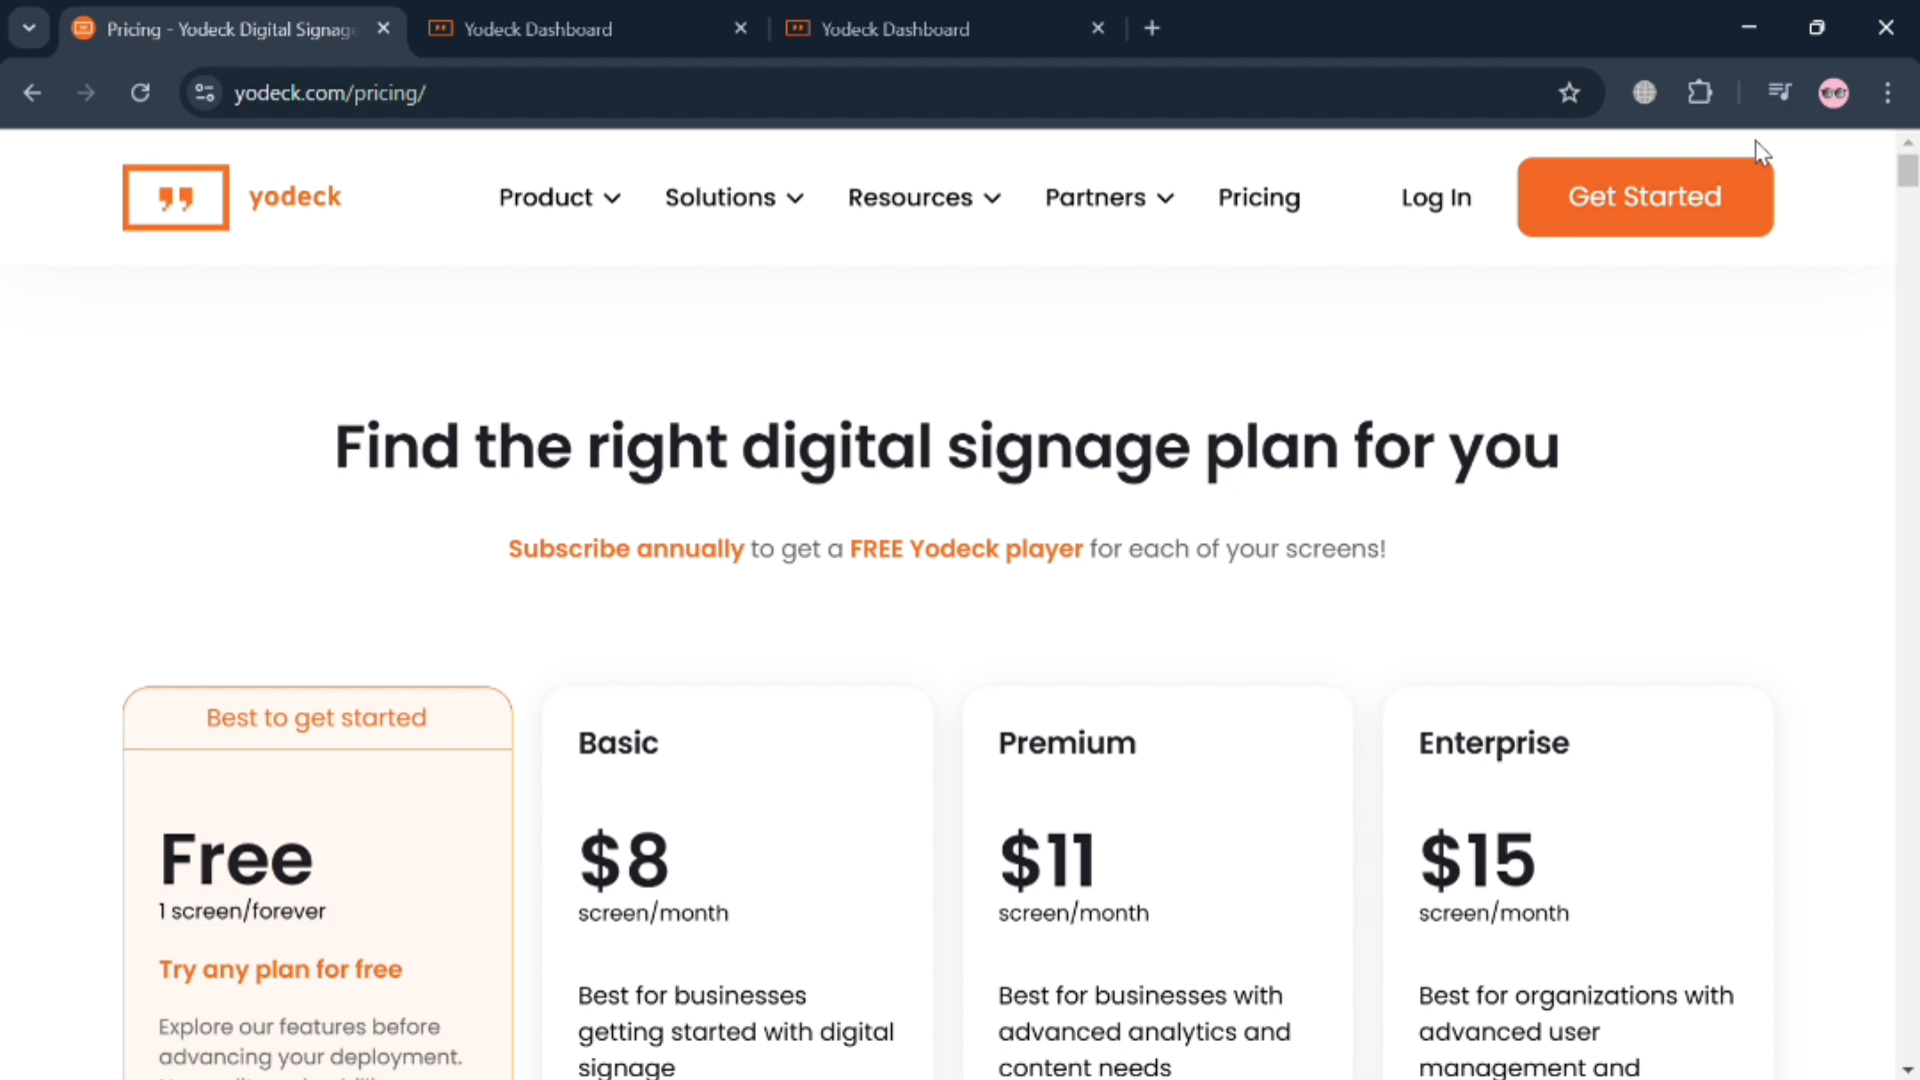 Pricing - Yodeck Digital Signage
Yodeck Dashboard
Yodeck Dashboard
yodeck.com/pricing/
yodeck
Product
Solutions
Resources
Partners
Pricing
Log In
Get Started
Find the right digital signage plan for you
Subscribe annually to get a FREE Yodeck player for each of your screens!
Best to get started
Free
1 screen/forever
Try any plan for free
Explore our features before
advancing your deployment.
Basic
$8
screen/month
Best for businesses
getting started with digital
signage
Premium
$11
screen/month
Best for businesses with
advanced analytics and
content needs
Enterprise
$15
screen/month
Best for organizations with
advanced user
management and